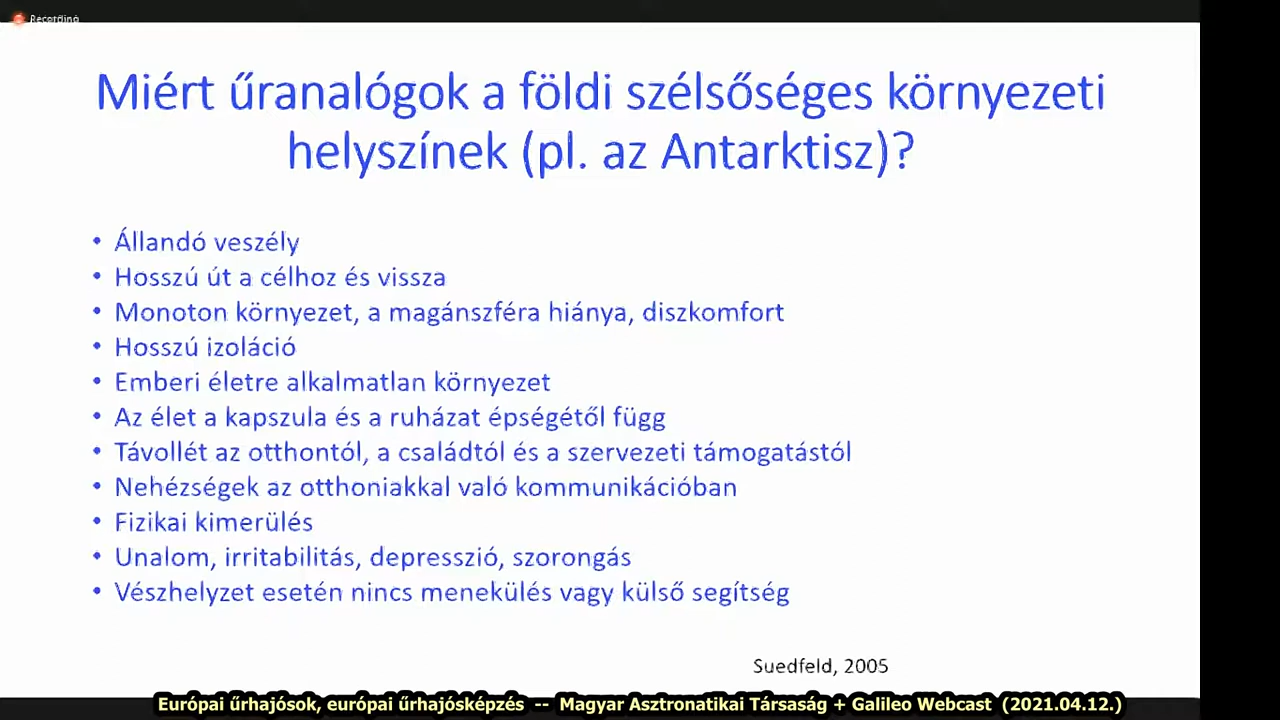 Recording
Miért űranalógok a földi szélsőséges környezeti
helyszínek (pl. az Antarktisz)?
• Állandó veszély
• Hosszú út a célhoz és vissza
• Monoton környezet, a magánszféra hiánya, diszkomfort
• Hosszú izoláció
• Emberi életre alkalmatlan környezet
• Az élet a kapszula és a ruházat épségétől függ
• Távollét az otthontól, a családtól és a szervezeti támogatástól
• Nehézségek az otthoniakkal való kommunikációban
• Fizikai kimerülés
• Unalom, irritabilitás, depresszió, szorongás
• Vészhelyzet esetén nincs menekülés vagy külső segítség
Suedfeld, 2005
Európai űrhajósok, európai űrhajósképzés -- Magyar Asztronatikai Társaság + Galileo Webcast (2021.04.12.)